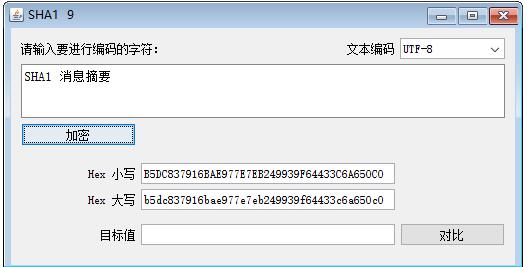 SHA1 9
请输入要进行编码的字符: 文本编码 UTF-8
SHA1 消息摘要
加密
Hex 小写 B5DC837916BAE977E7EB249939F64433C6A650C0
Hex 大写 b5dc837916bae977e7eb249939f64433c6a650c0
目标值 对比